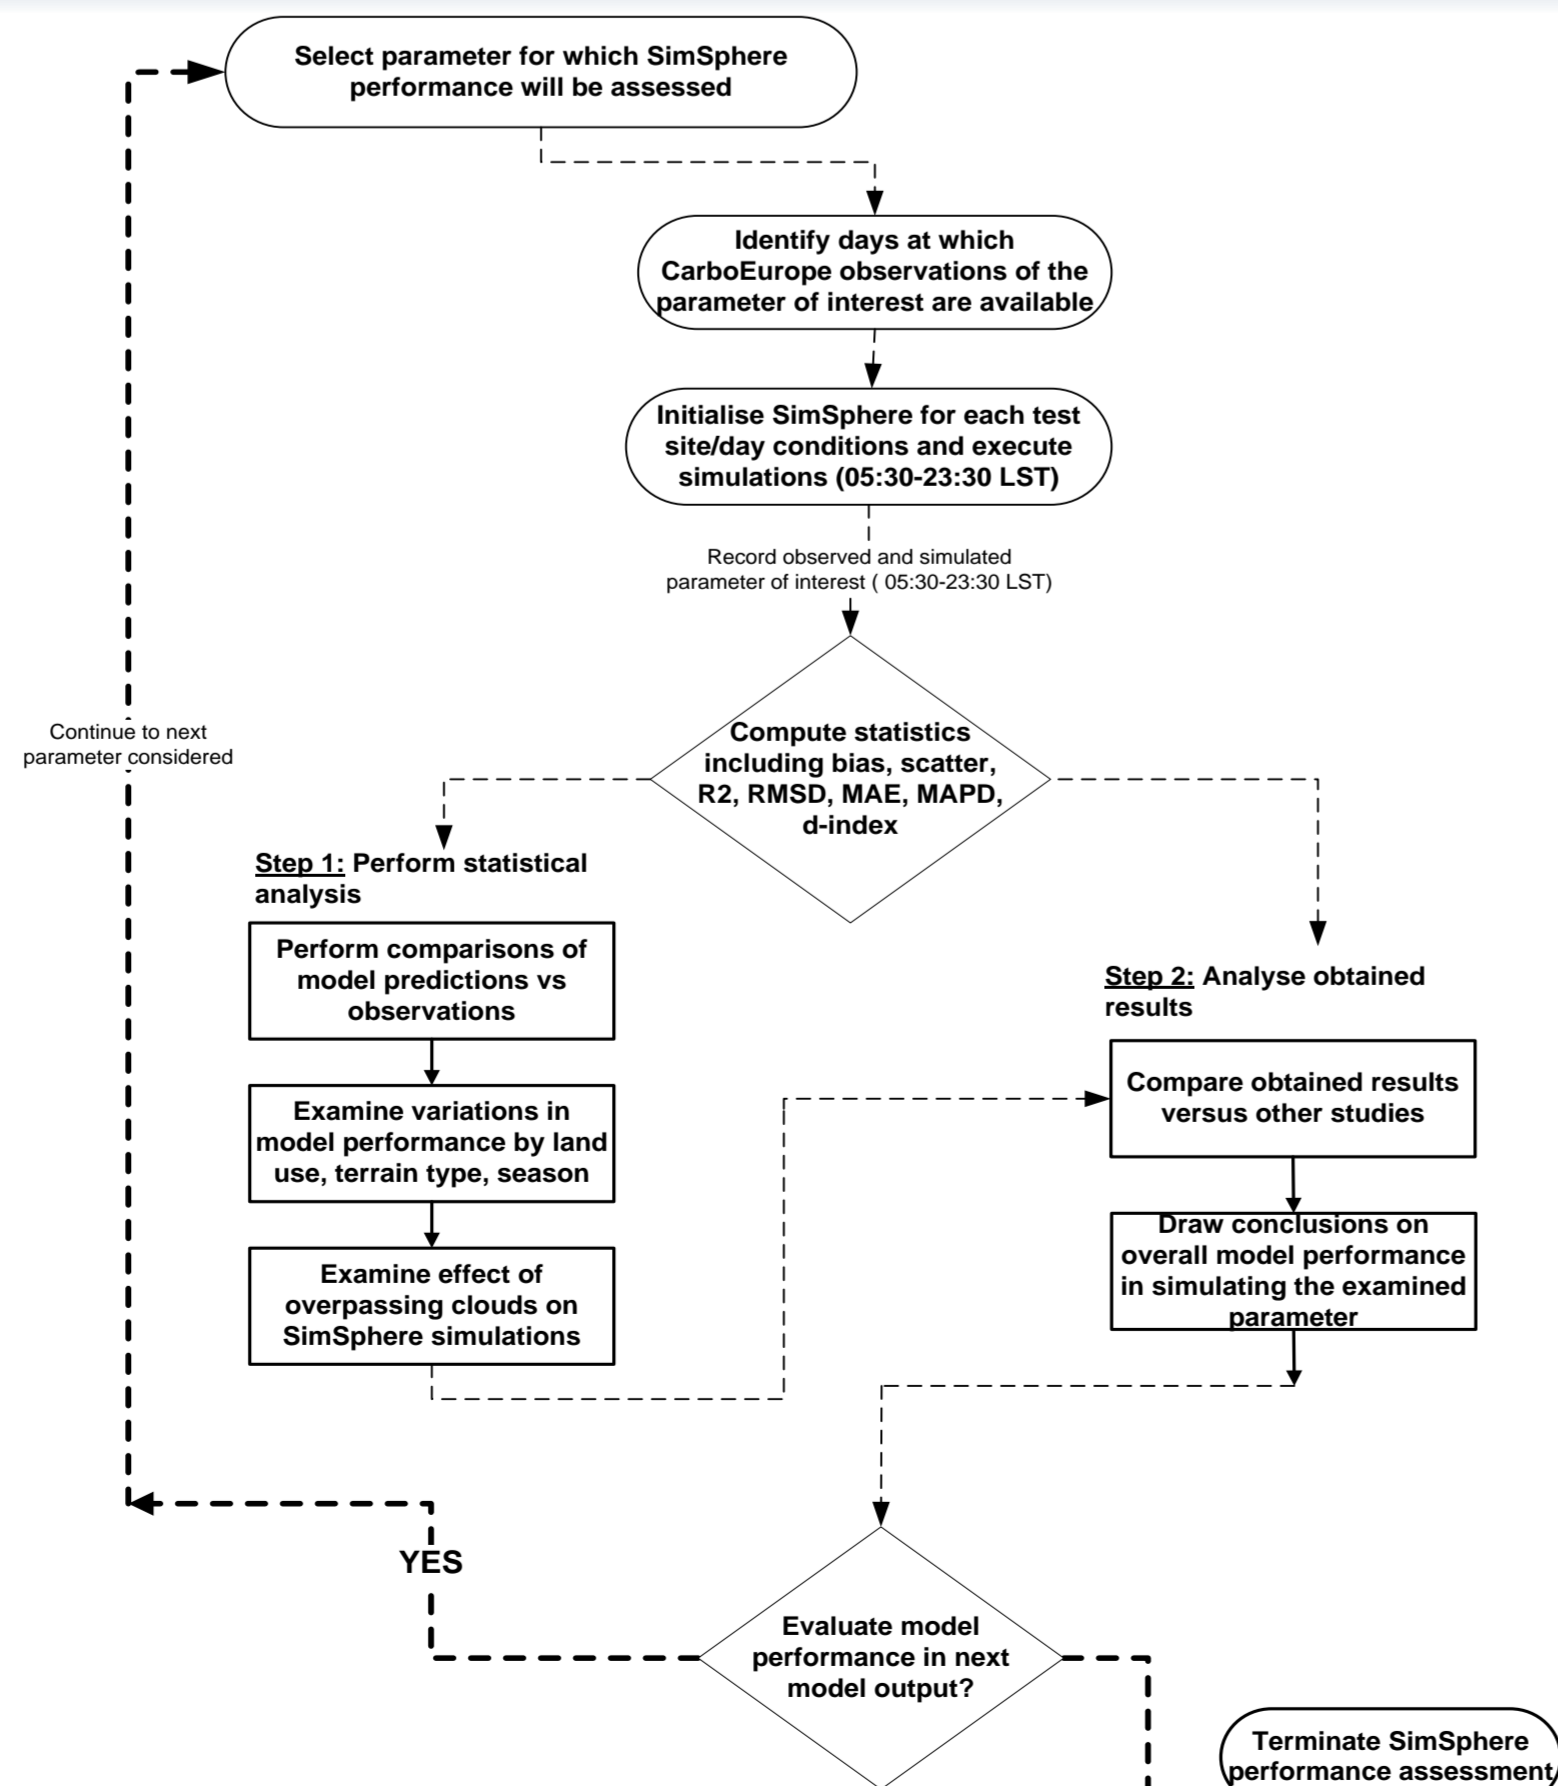 Select parameter for which SimSphere
performance will be assessed
Identify days at which
CarboEurope observations of the
parameter of interest are available
Initialise SimSphere for each test
site/day conditions and execute
simulations (05:30-23:30 LST)
Record observed and simulated
parameter of interest ( 05:30-23:30 LST)
Continue to next
parameter considered
Compute statistics
including bias, scatter,
R2, RMSD, MAE, MAPD,
d-index
Step 1: Perform statistical
analysis
Perform comparisons of
model predictions vs
observations
Examine variations in
model performance by land
use, terrain type, season
Examine effect of
overpassing clouds on
SimSphere simulations
Step 2: Analyse obtained
results
Compare obtained results
versus other studies
Draw conclusions on
overall model performance
in simulating the examined
parameter
YES
Evaluate model
performance in next
model output?
Terminate SimSphere
performance assessment